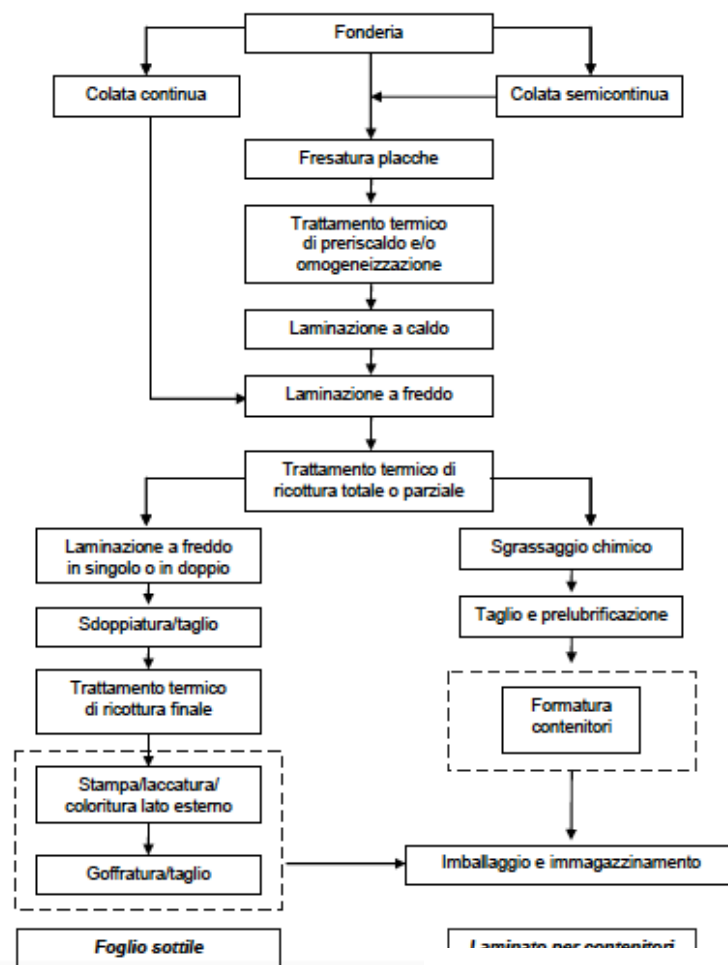 Fonderia
Colata continua
Colata semicontinua
Fresatura placche
Trattamento termico
di preriscaldo e/o
omogeneizzazione
Laminazione a caldo
Laminazione a freddo
Trattamento termico di
ricottura totale o parziale
Laminazione a freddo
in singolo o in doppio
Sgrassaggio chimico
Sdoppiatura/taglio
Taglio e prelubrificazione
Trattamento termico
di ricottura finale
Formatura
contenitori
Stampa/laccatura/
coloritura lato esterno
Goffratura/taglio
Imballaggio e immagazzinamento
Foglio sottile
Laminato per contenitori